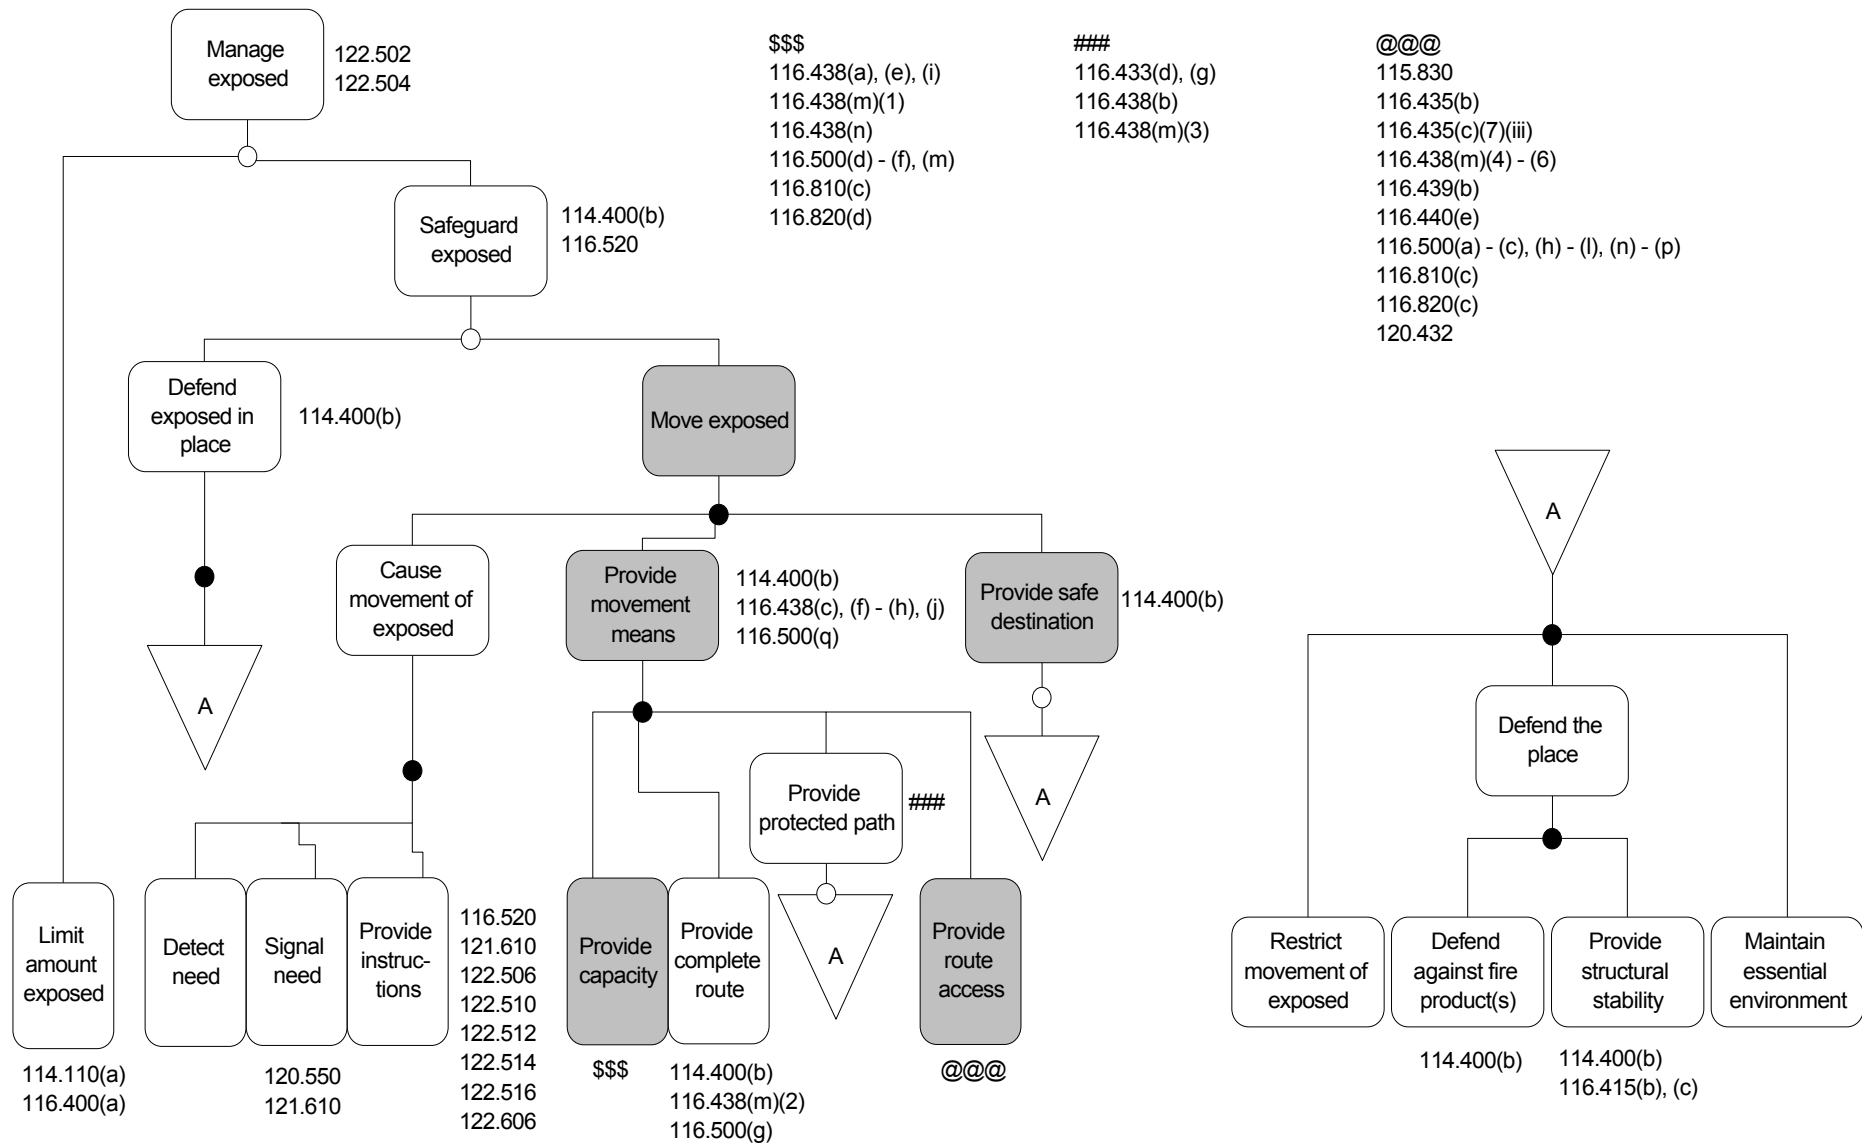 Manage
exposed
122.502
122.504
$$$
116.438(a), (e), (i)
116.438(m)(1)
116.438(n)
116.500(d) - (f), (m)
116.810(c)
116.820(d)
###
116.433(d), (g)
116.438(b)
116.438(m)(3)
@@@
115.830
116.435(b)
116.435(c)(7)(iii)
116.438(m)(4) - (6)
116.439(b)
116.440(e)
116.500(a) - (c), (h) - (l), (n) - (p)
116.810(c)
116.820(c)
120.432
Safeguard
exposed
114.400(b)
116.520
Defend
exposed in
place
114.400(b)
Move exposed
A
Cause
movement of
exposed
Provide
movement
means
114.400(b)
116.438(c), (f) - (h), (j)
116.500(q)
Provide safe
destination
114.400(b)
A
Defend the
place
Provide
protected path
###
A
Limit
amount
exposed
114.110(a)
116.400(a)
Detect
need
Signal
need
120.550
121.610
Provide
instruc-
tions
116.520
121.610
122.506
122.510
122.512
122.514
122.516
122.606
Provide
capacity
$$$
Provide
complete
route
114.400(b)
116.438(m)(2)
116.500(g)
A
Provide
route
access
@@@
Restrict
movement of
exposed
Defend
against fire
product(s)
114.400(b)
Provide
structural
stability
114.400(b)
116.415(b), (c)
Maintain
essential
environment